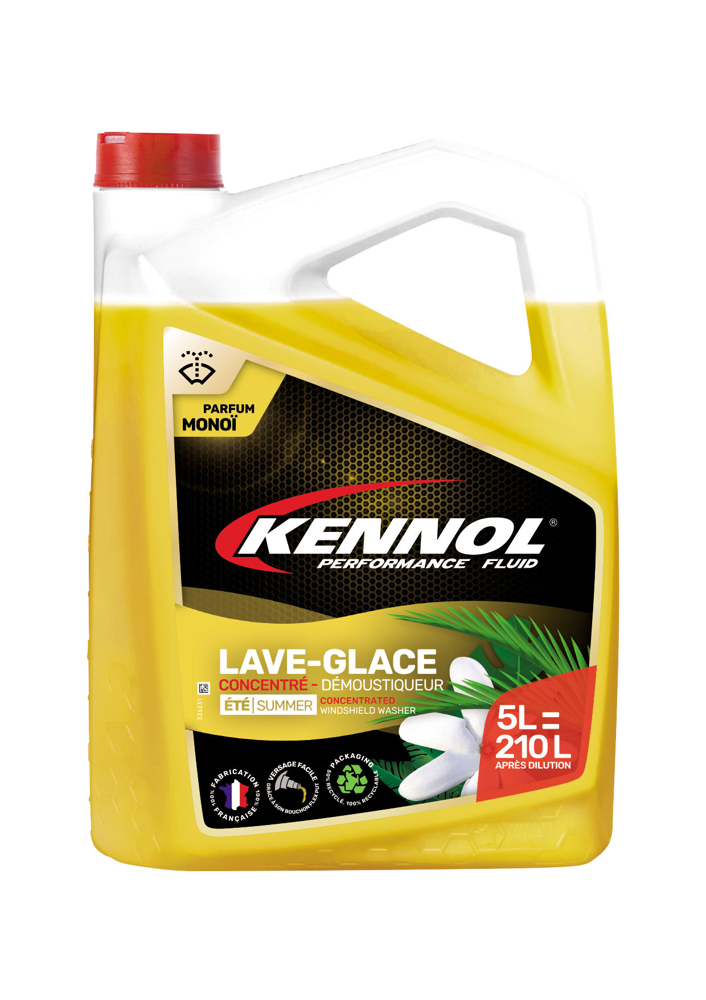 PARFUM
MONOÏ
KENNOL®
PERFORMANCE FLUID
LAVE-GLACE
CONCENTRÉ - DÉMOUSTIQUEUR
ÉTÉ | SUMMER
CONCENTRATED
WINDSHIELD WASHER
326231
5L =
210 L
APRÈS DILUTION
FABRICATION
100% FRANÇAISE 100%
VERSAGE FACILE
GRÂCE À SON BOUCHON FLEX'PUT
PACKAGING
50% RECYCLÉ, 100% RECYCLABLE
MADE IN
FRANCE